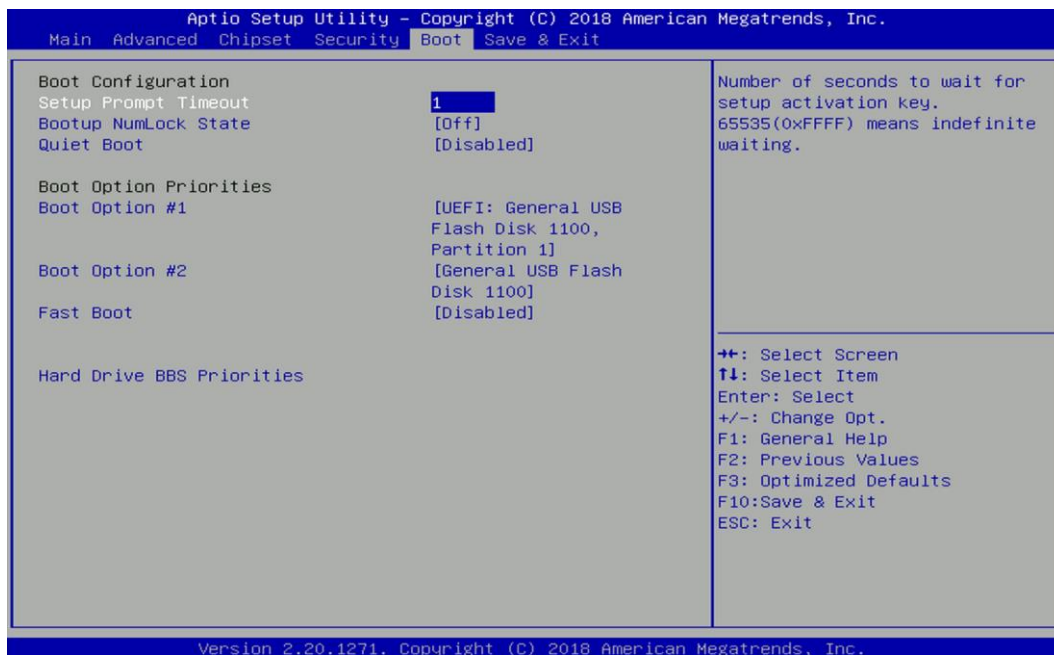 Aptio Setup Utility – Copyright (C) 2018 American Megatrends, Inc.
Main Advanced Chipset Security Boot Save & Exit
Boot Configuration
Setup Prompt Timeout 1
Bootup NumLock State [Off]
Quiet Boot [Disabled]
Boot Option Priorities
Boot Option #1 [UEFI: General USB
Flash Disk 1100,
Partition 1]
Boot Option #2 [General USB Flash
Disk 1100]
Fast Boot [Disabled]
Hard Drive BBS Priorities
Number of seconds to wait for
setup activation key.
65535(0xFFFF) means indefinite
waiting.
→←: Select Screen
↑↓: Select Item
Enter: Select
+/-: Change Opt.
F1: General Help
F2: Previous Values
F3: Optimized Defaults
F10:Save & Exit
ESC: Exit
Version 2.20.1271. Copyright (C) 2018 American Megatrends, Inc.